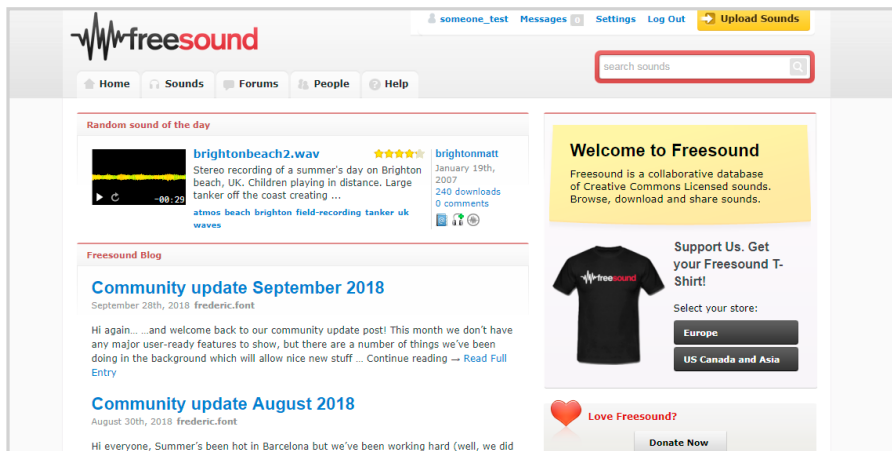 freesound
someone_test Messages 0 Settings Log Out Upload Sounds
search sounds
Home Sounds Forums People Help
Random sound of the day
brightonbeach2.wav
Stereo recording of a summer's day on Brighton
beach, UK. Children playing in distance. Large
tanker off the coast creating ...
atmos beach brighton field-recording tanker uk
waves
-00:29
brightonmatt
January 19th,
2007
240 downloads
0 comments
Freesound Blog
Community update September 2018
September 28th, 2018 frederic.font
Hi again… …and welcome back to our community update post! This month we don't have
any major user-ready features to show, but there are a number of things we've been
doing in the background which will allow nice new stuff … Continue reading → Read Full
Entry
Community update August 2018
August 30th, 2018 frederic.font
Hi everyone, Summer's been hot in Barcelona but we've been working hard (well, we did
Welcome to Freesound
Freesound is a collaborative database
of Creative Commons Licensed sounds.
Browse, download and share sounds.
freesound
Support Us. Get
your Freesound T-
Shirt!
Select your store:
Europe
US Canada and Asia
Love Freesound?
Donate Now